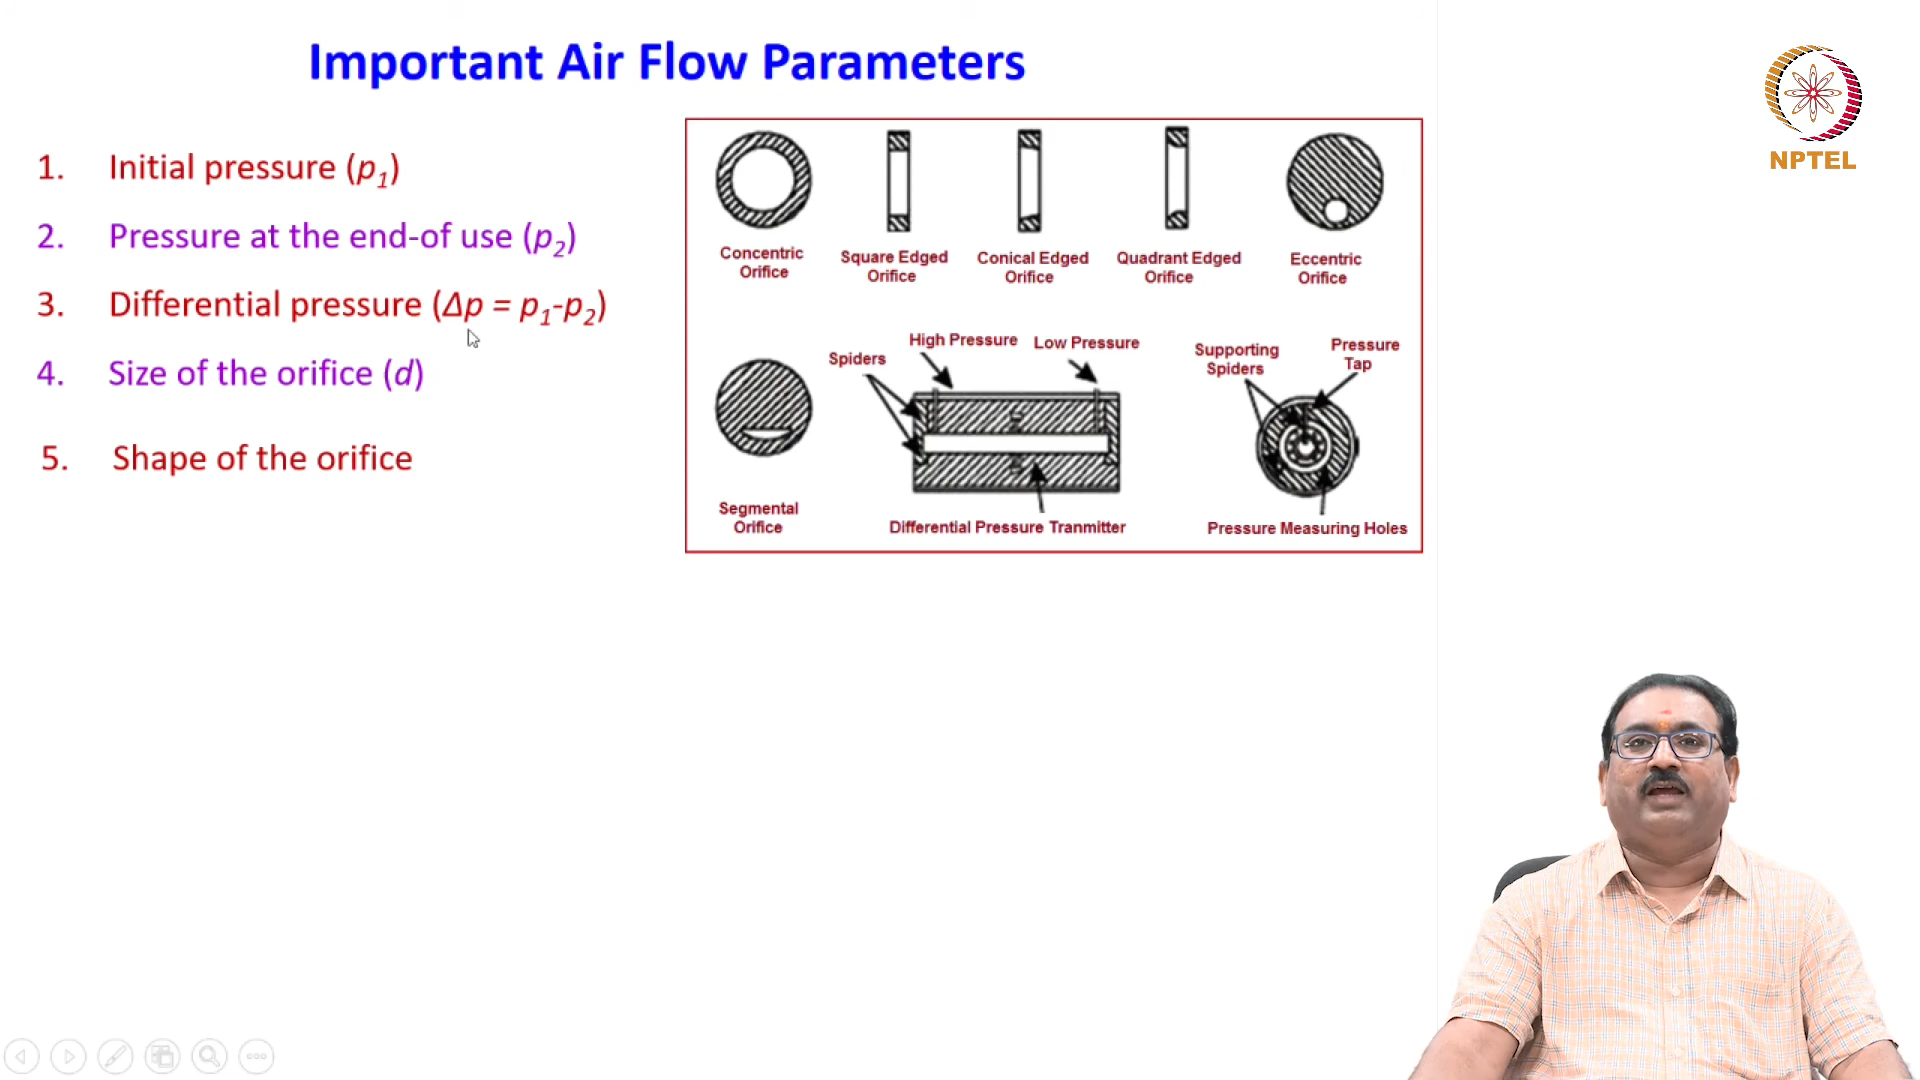 Important Air Flow Parameters
NPTEL
1. Initial pressure (p₁)
2. Pressure at the end-of use (p₂)
3. Differential pressure (Δp = p₁-p₂)
4. Size of the orifice (d)
5. Shape of the orifice
Concentric
Orifice
Square Edged
Orifice
Conical Edged
Orifice
Quadrant Edged
Orifice
Eccentric
Orifice
Spiders
High Pressure
Low Pressure
Supporting
Spiders
Pressure
Tap
Segmental
Orifice
Differential Pressure Tranmitter
Pressure Measuring Holes